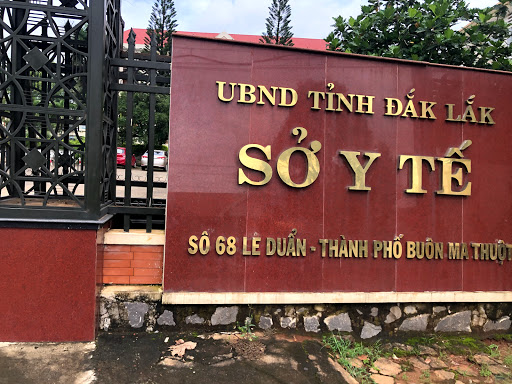 UBND TỈNH ĐẮK LẮK
SỞ Y TẾ
SỐ 68 LÊ DUẨN - THÀNH PHỐ BUÔN MA THUỘT